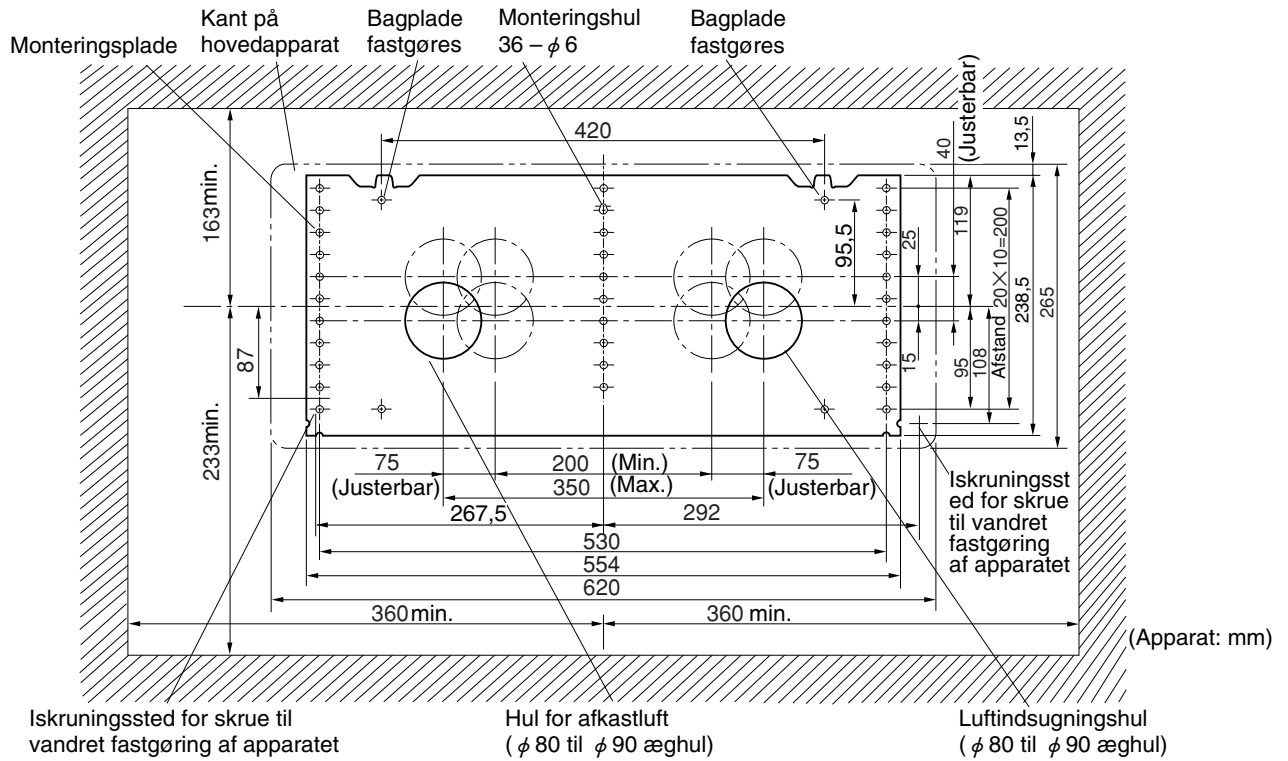 Monteringsplade
Kant på
hovedapparat
Bagplade
fastgøres
Monteringshul
36 – ϕ 6
Bagplade
fastgøres
(Justerbar)
40
13,5
420
163min.
95,5
25
119
Afstand 20×10=200
238,5
265
87
233min.
15
95
108
75
(Justerbar)
200 (Min.)
350 (Max.)
75
(Justerbar)
Iskruningsst
ed for skrue
til vandret
fastgøring
af apparatet
267,5
292
530
554
620
360min.
360 min.
(Apparat: mm)
Iskruningssted for skrue til
vandret fastgøring af apparatet
Hul for afkastluft
( ϕ 80 til ϕ 90 æghul)
Luftindsugningshul
( ϕ 80 til ϕ 90 æghul)